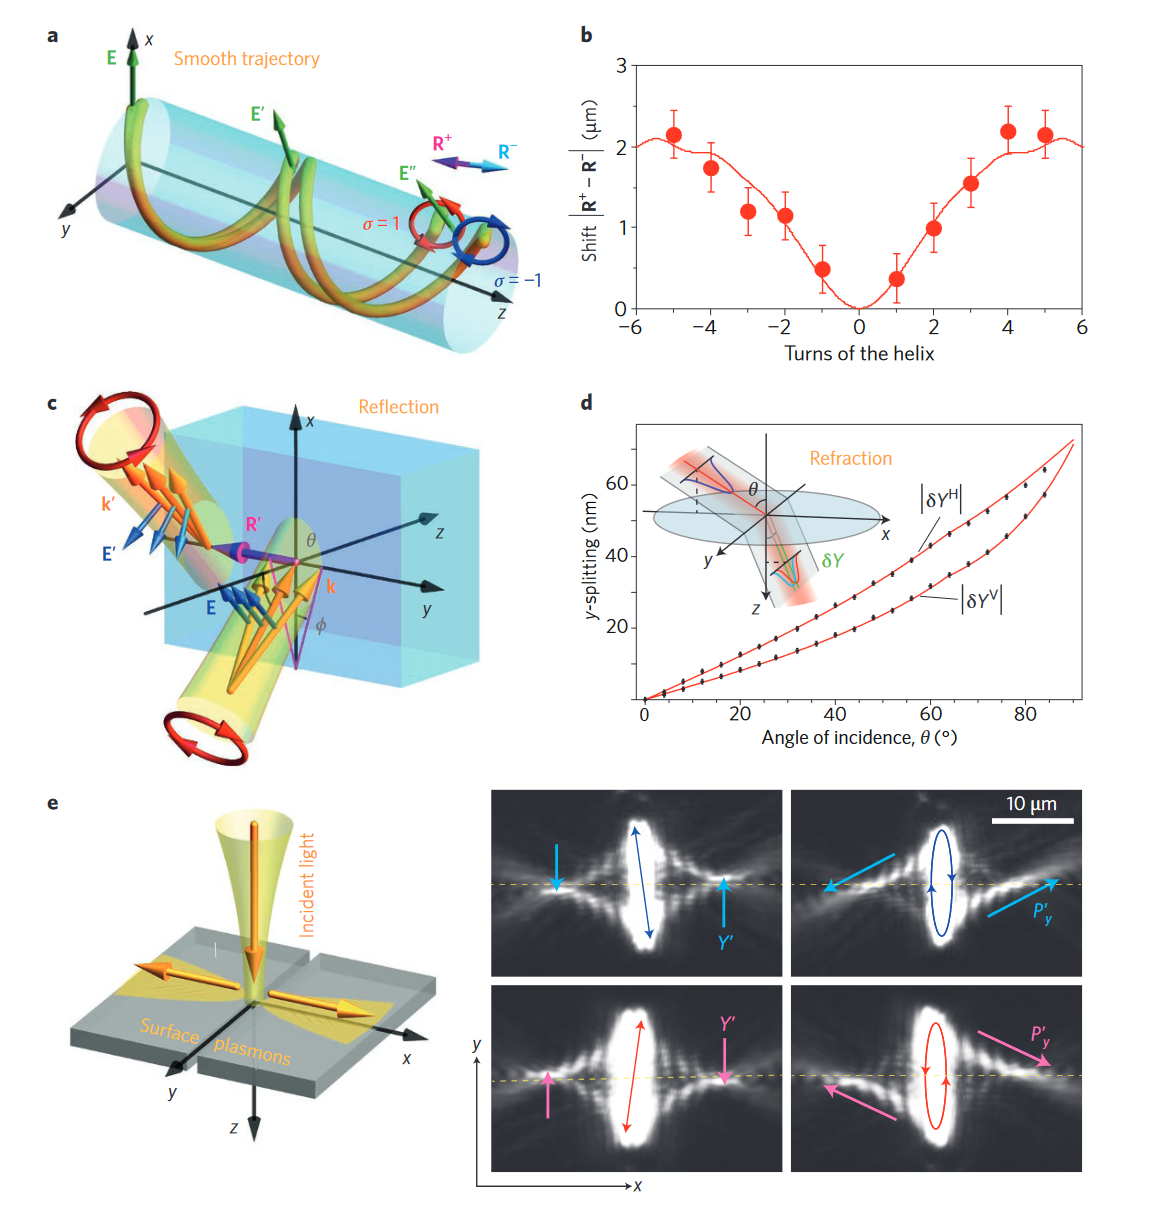 a
x
E
Smooth trajectory
E′
R⁺
R⁻
E″
σ = 1
σ = −1
y
z
b
Shift |R⁺ − R⁻| (μm)
3
2
1
0
−6 −4 −2 0 2 4 6
Turns of the helix
c
Reflection
x
k′
R′
θ
z
E′
k
E
y
ϕ
d
y-splitting (nm)
60
40
20
Refraction
θ
|δYᴴ|
x
y
δY
z
|δYⱽ|
0 20 40 60 80
Angle of incidence, θ (°)
e
Incident light
Surface plasmons
x
y
z
10 μm
Y′
P′y
Y′
P′y
y
x